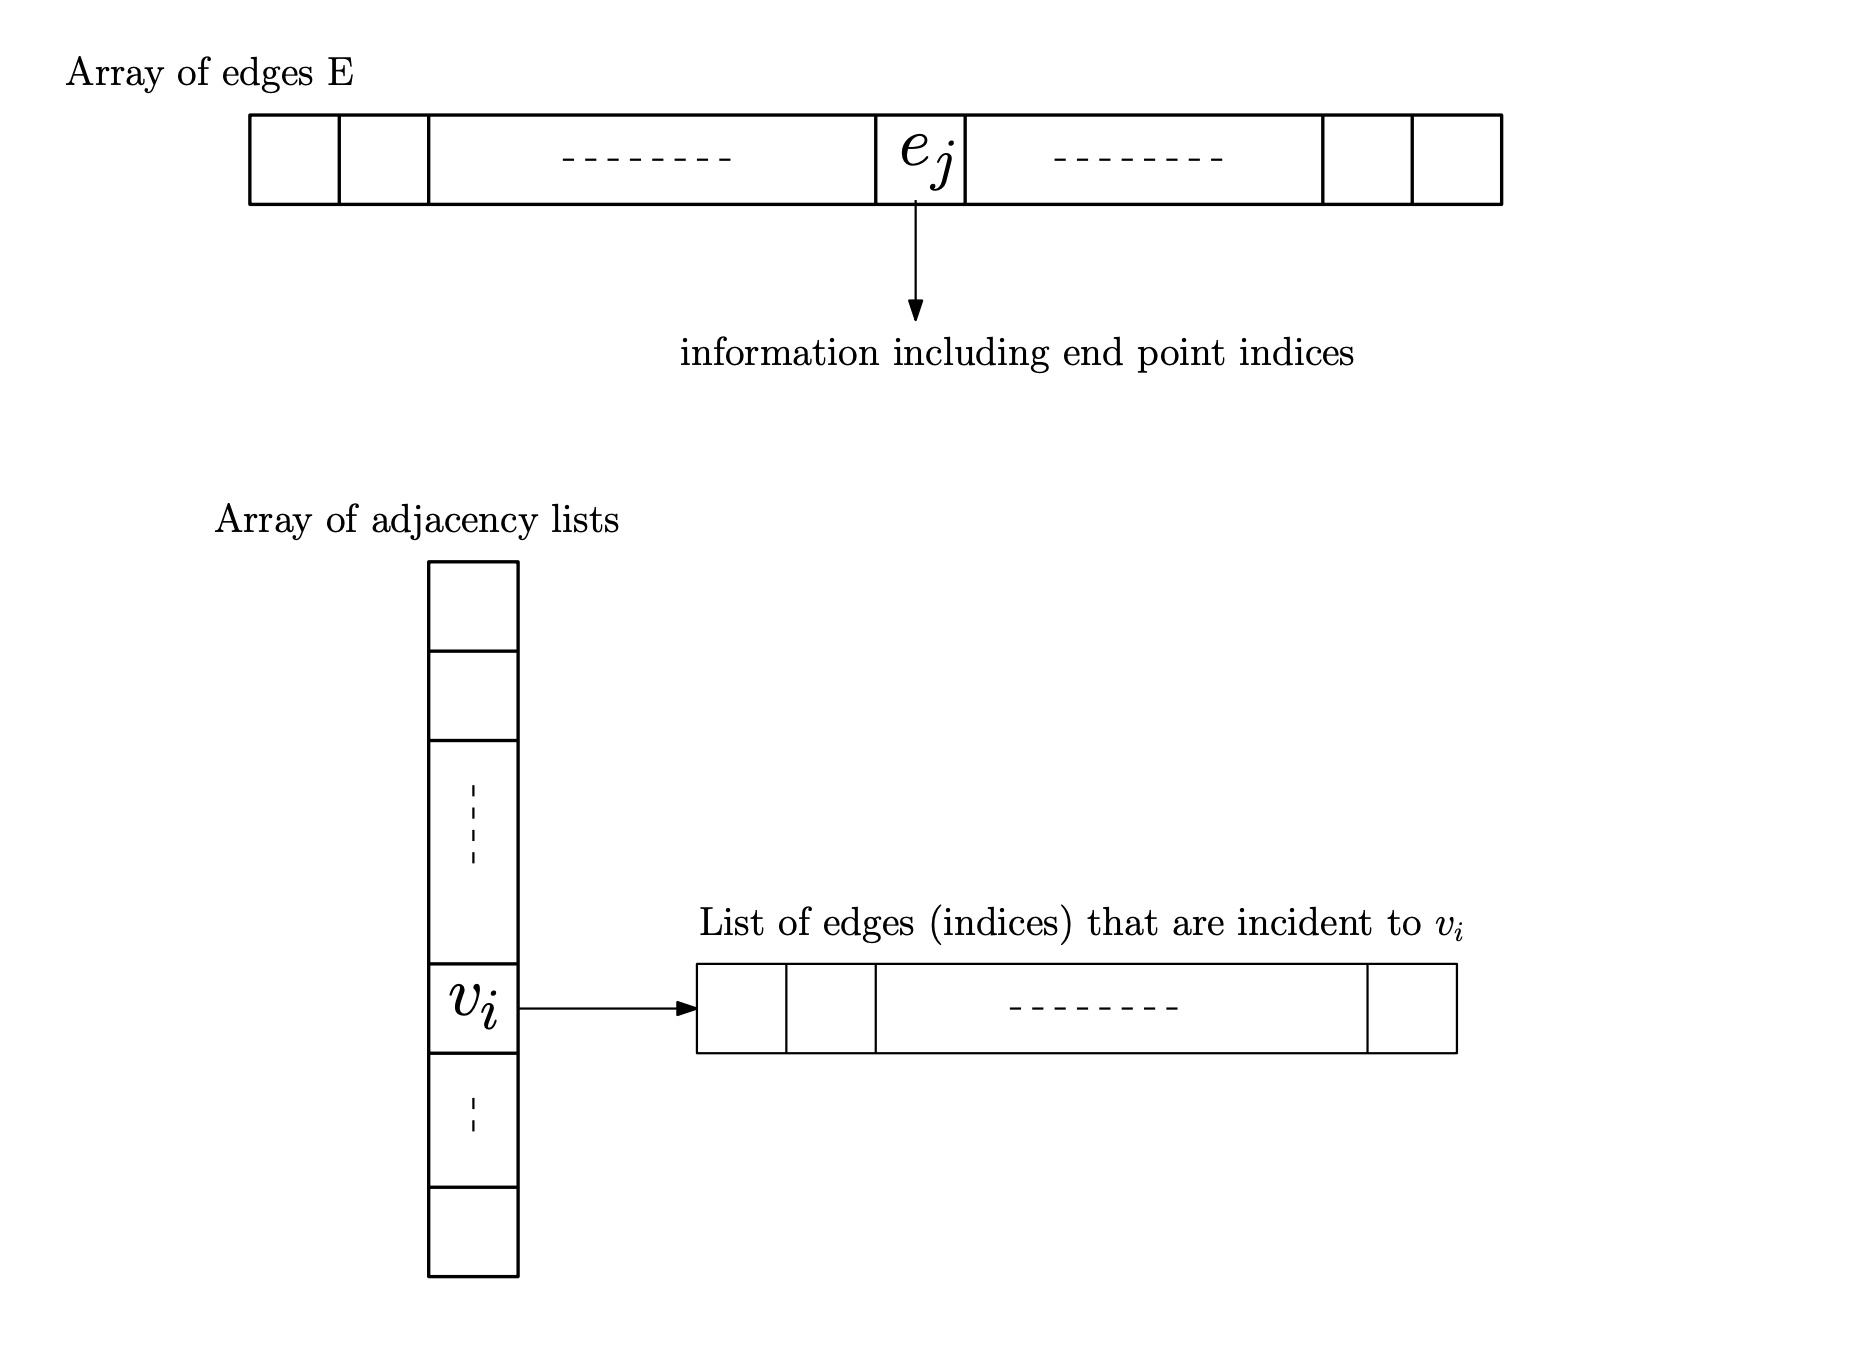 Array of edges E
e_j
information including end point indices
Array of adjacency lists
List of edges (indices) that are incident to v_i
v_i